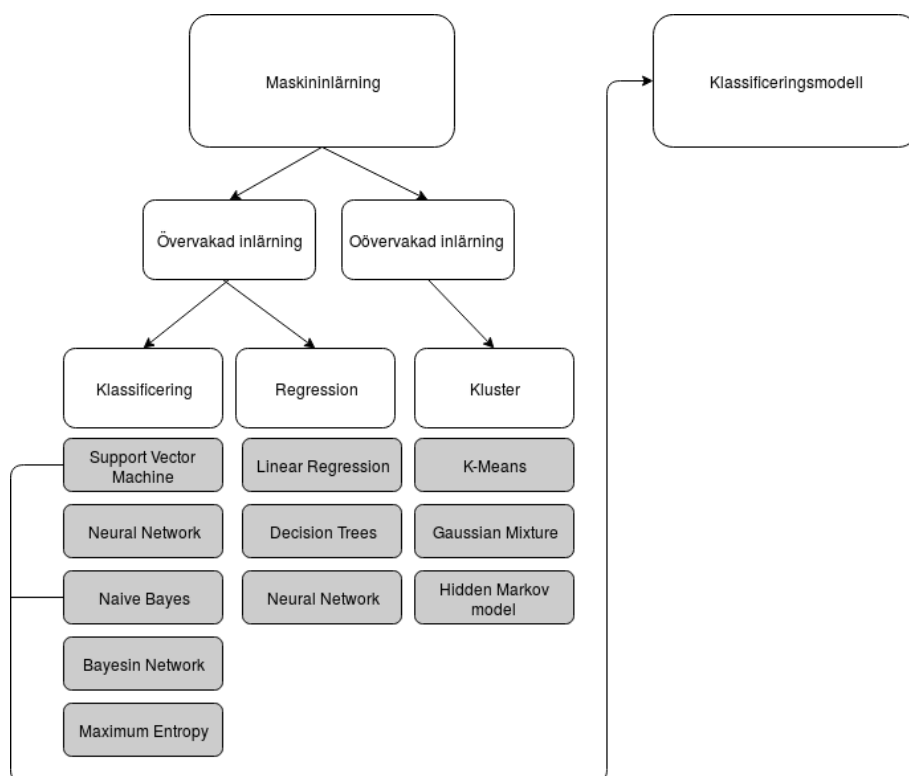 Maskininlärning
Klassificeringsmodell
Övervakad inlärning
Oövervakad inlärning
Klassificering
Regression
Kluster
Support Vector
Machine
Linear Regression
K-Means
Neural Network
Decision Trees
Gaussian Mixture
Naive Bayes
Neural Network
Hidden Markov
model
Bayesin Network
Maximum Entropy